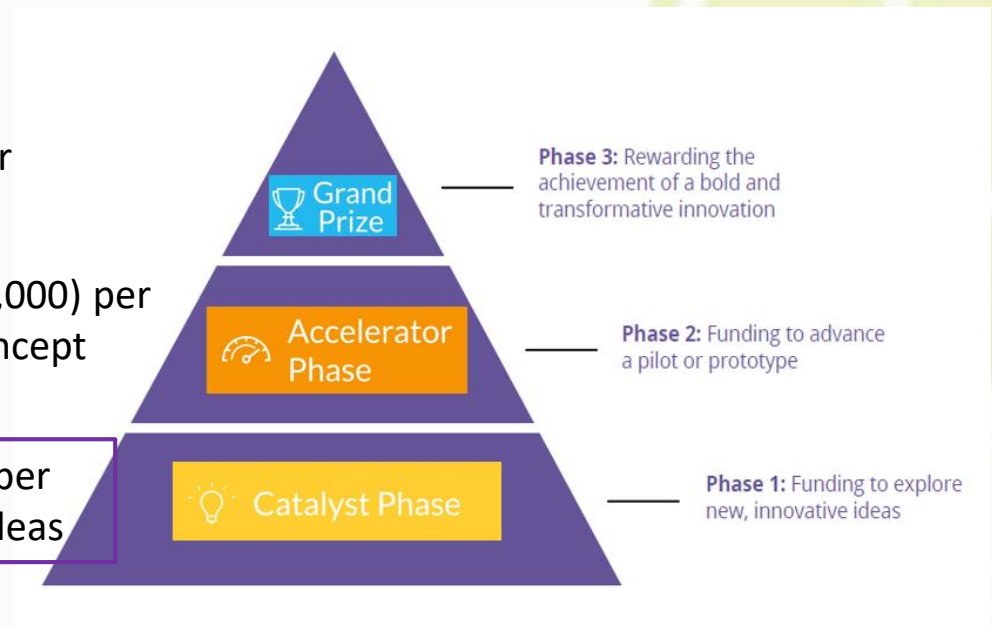 r
,000) per
ncept
per
deas
Grand
Prize
Accelerator
Phase
Catalyst Phase
Phase 3: Rewarding the
achievement of a bold and
transformative innovation
Phase 2: Funding to advance
a pilot or prototype
Phase 1: Funding to explore
new, innovative ideas